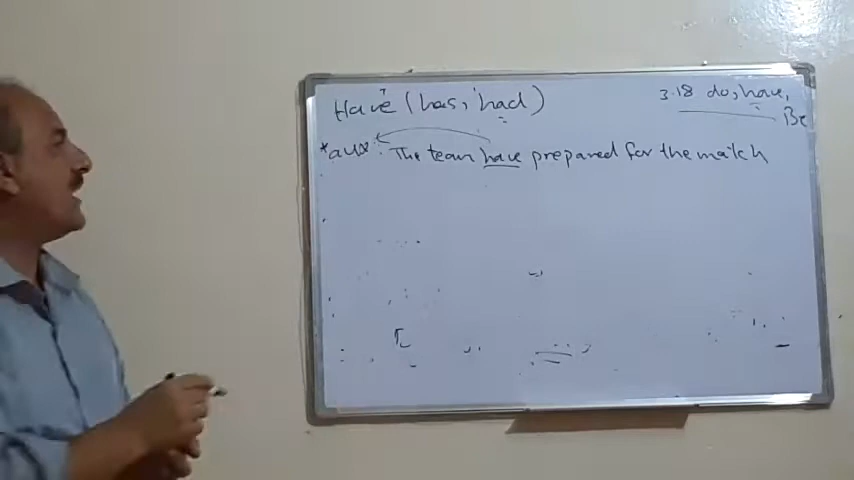 Have (has, had)
3.18 do, have,
Be
*aux: The team have prepared for the match